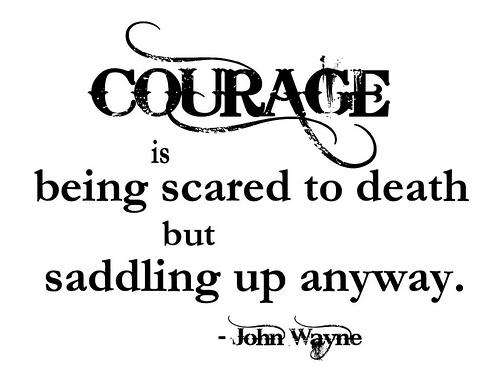 COURAGE
is
being scared to death
but
saddling up anyway.
- John Wayne